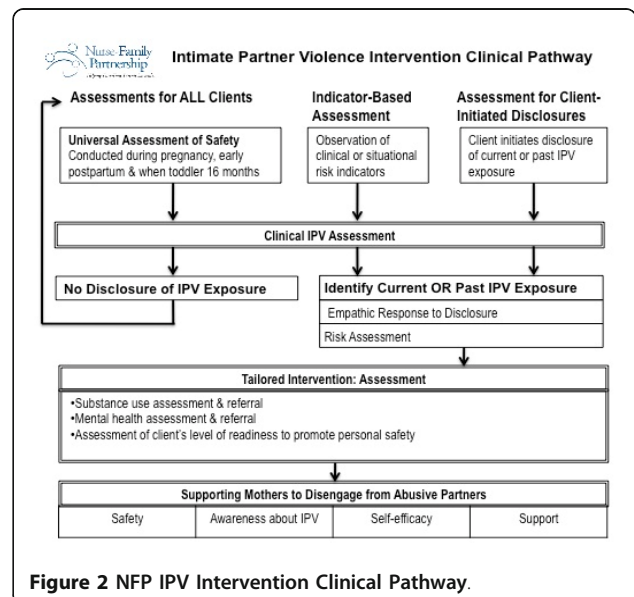 Nurse-Family
Partnership
Intimate Partner Violence Intervention Clinical Pathway
Assessments for ALL Clients
Indicator-Based
Assessment
Assessment for Client-
Initiated Disclosures
Universal Assessment of Safety
Conducted during pregnancy, early
postpartum & when toddler 16 months
Observation of
clinical or situational
risk indicators
Client initiates disclosure
of current or past IPV
exposure
Clinical IPV Assessment
No Disclosure of IPV Exposure
Identify Current OR Past IPV Exposure
Empathic Response to Disclosure
Risk Assessment
Tailored Intervention: Assessment
•Substance use assessment & referral
•Mental health assessment & referral
•Assessment of client's level of readiness to promote personal safety
Supporting Mothers to Disengage from Abusive Partners
Safety
Awareness about IPV
Self-efficacy
Support
Figure 2 NFP IPV Intervention Clinical Pathway.